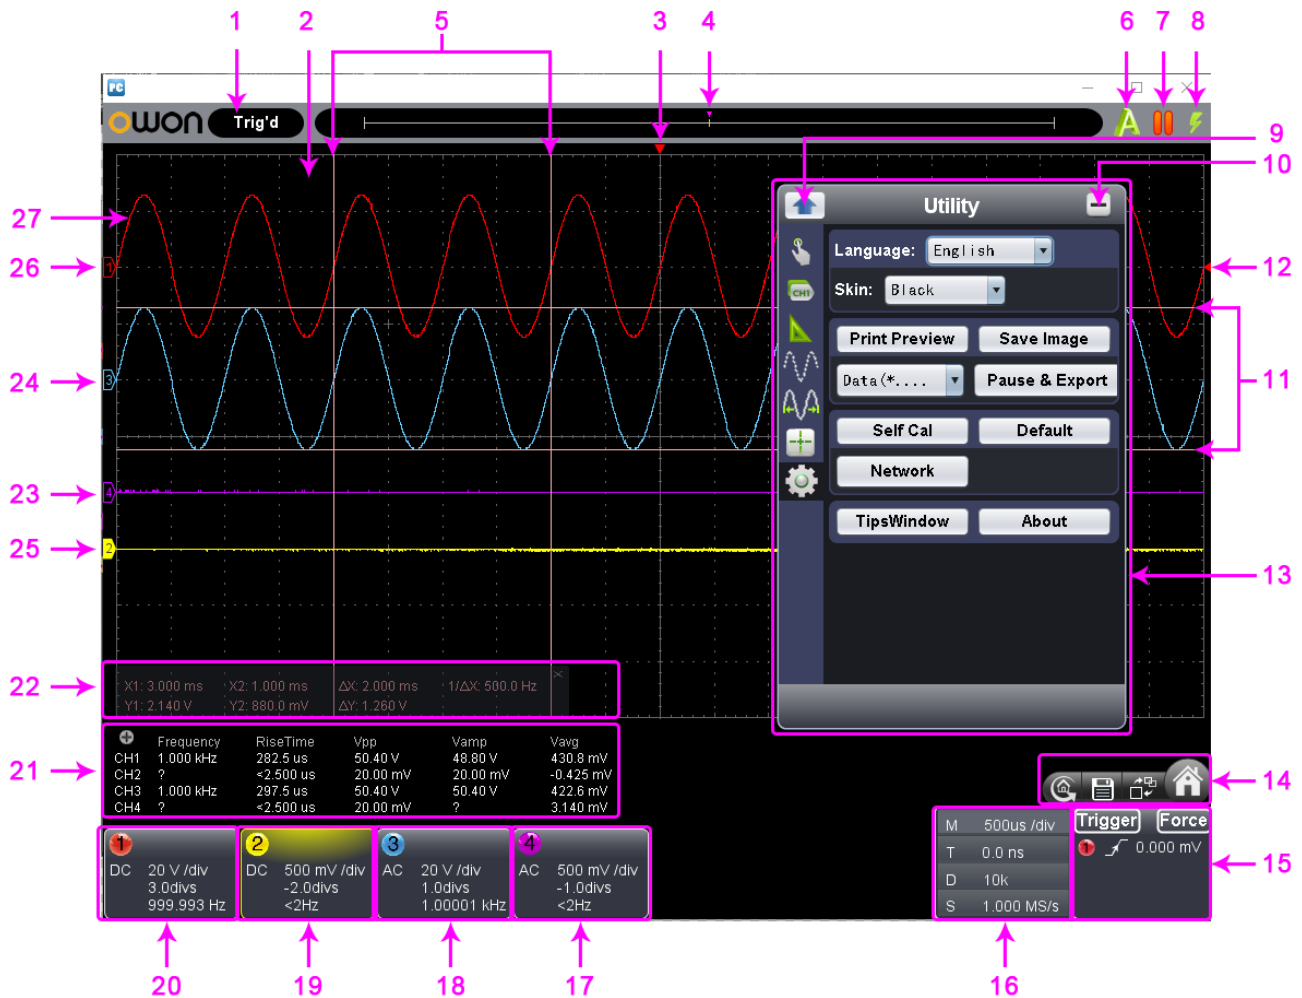 1 2 5 3 4 6 7 8
PC
OWON Trig'd
9
10
Utility
27
26
1
12
Language: English
CH1
Skin: Black
Print Preview Save Image
24
3
11
Data(*.... Pause & Export
Self Cal Default
Network
23
4
25
2
TipsWindow About
13
22
X1: 3.000 ms X2: 1.000 ms ΔX: 2.000 ms 1/ΔX: 500.0 Hz
Y1: 2.140 V Y2: 880.0 mV ΔY: 1.260 V
21
Frequency RiseTime Vpp Vamp Vavg
CH1 1.000 kHz 282.5 us 50.40 V 48.80 V 430.8 mV
CH2 ? <2.500 us 20.00 mV 20.00 mV -0.425 mV
CH3 1.000 kHz 297.5 us 50.40 V 50.40 V 422.6 mV
CH4 ? <2.500 us 20.00 mV ? 3.140 mV
14
1
DC 20 V /div
3.0divs
999.993 Hz
2
DC 500 mV /div
-2.0divs
<2Hz
3
AC 20 V /div
1.0divs
1.00001 kHz
4
AC 500 mV /div
-1.0divs
<2Hz
M 500us /div
T 0.0 ns
D 10k
S 1.000 MS/s
Trigger Force
1 0.000 mV
15
20 19 18 17 16